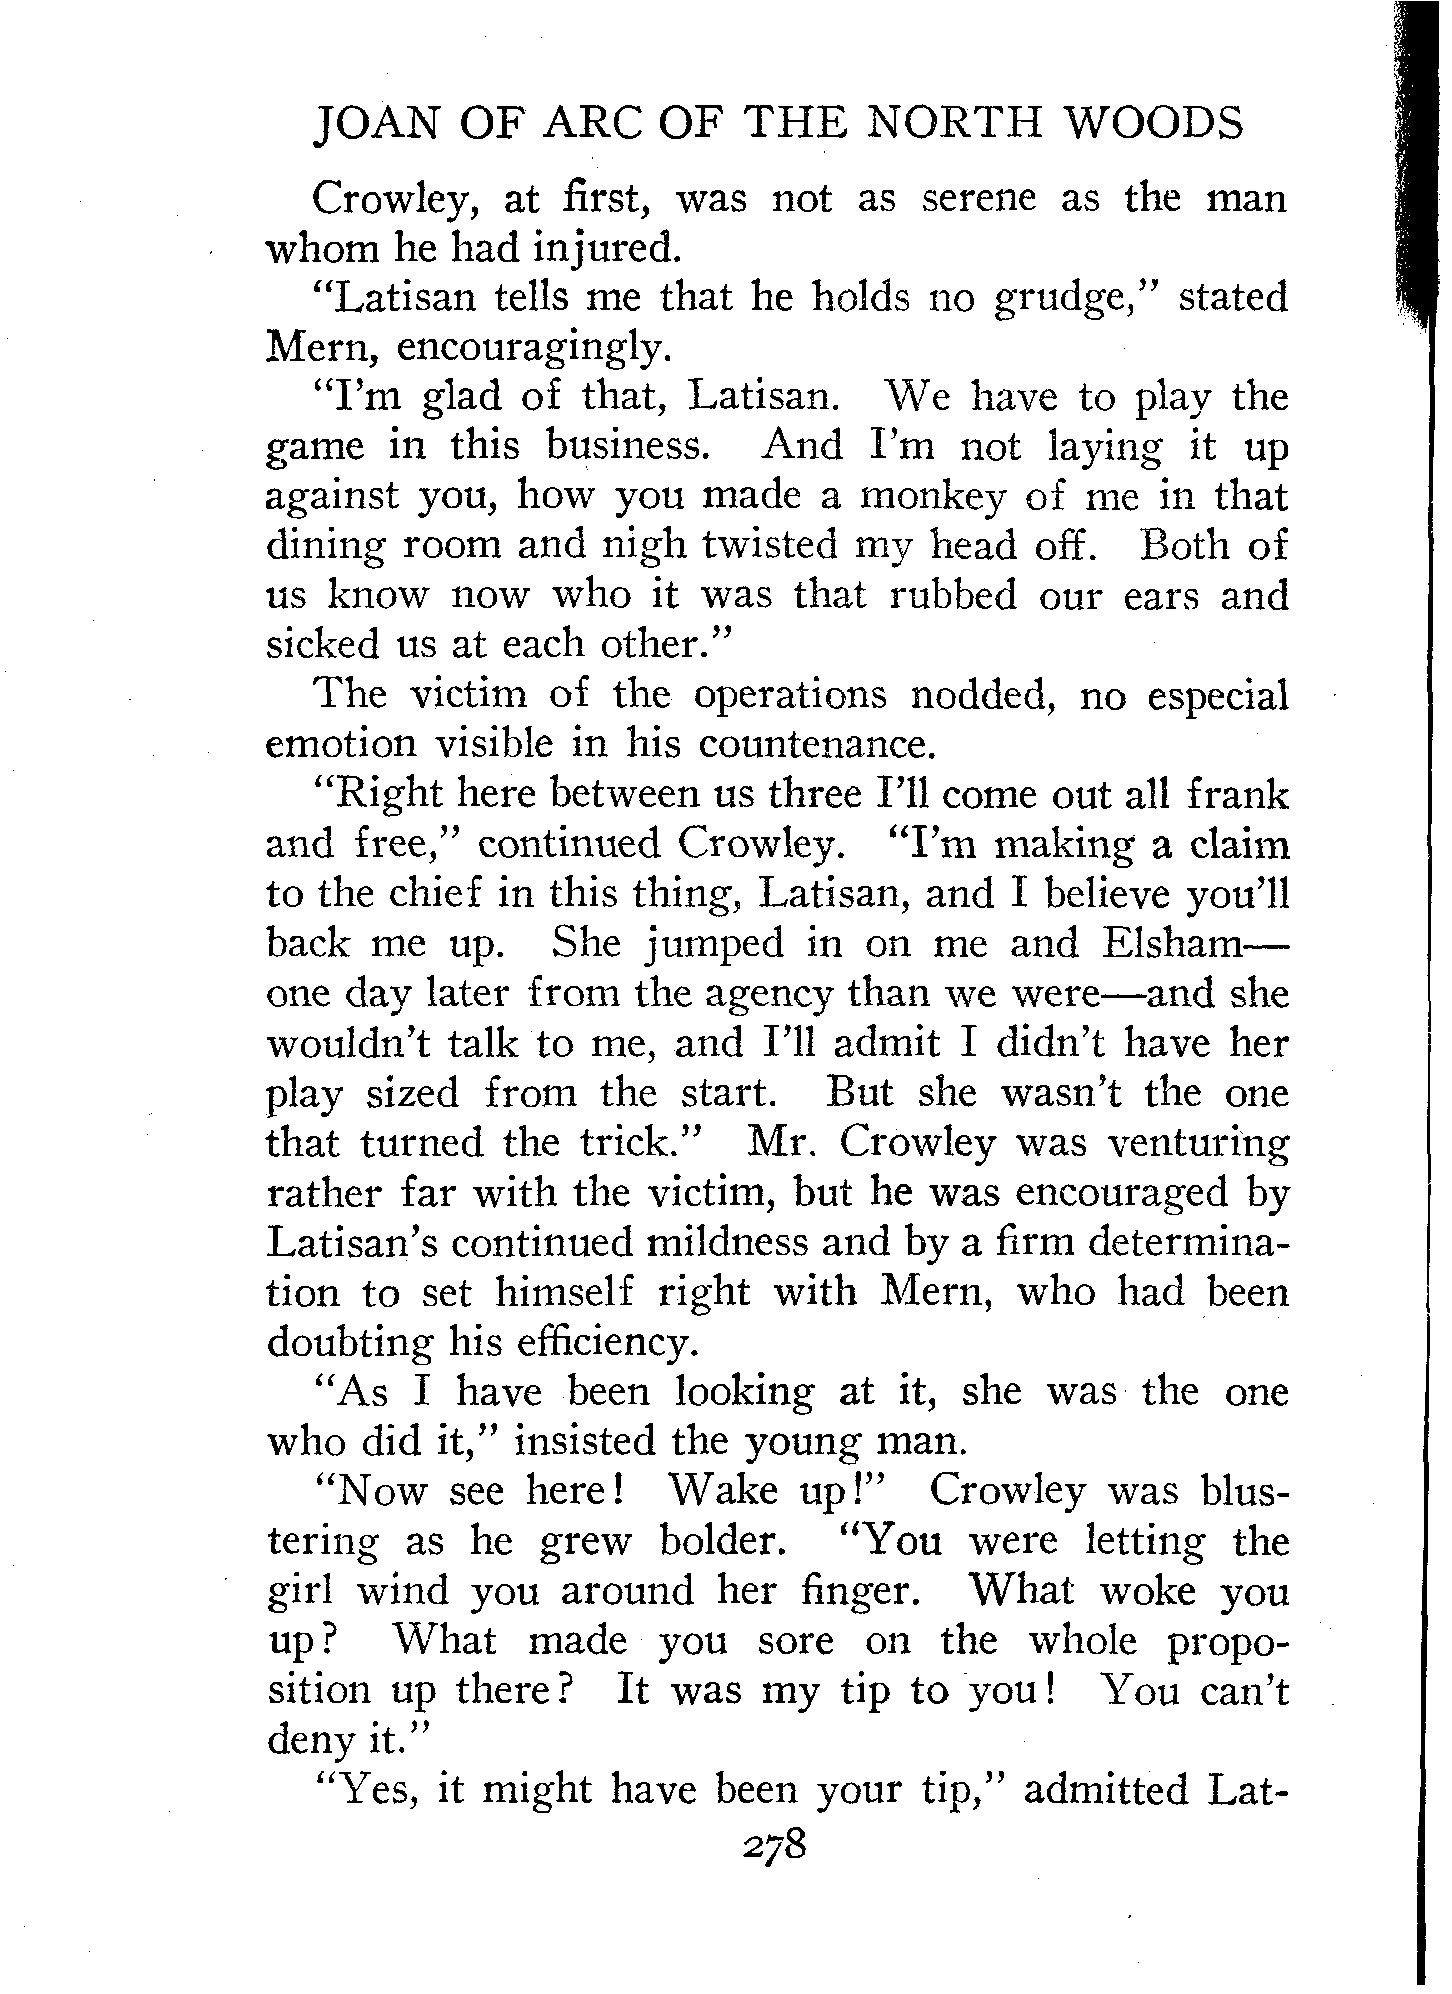 JOAN OF ARC OF THE NORTH WOODS
Crowley, at first, was not as serene as the man
whom he had injured.
“Latisan tells me that he holds no grudge,” stated
Mern, encouragingly.
“I’m glad of that, Latisan. We have to play the
game in this business. And I’m not laying it up
against you, how you made a monkey of me in that
dining room and nigh twisted my head off. Both of
us know now who it was that rubbed our ears and
sicked us at each other.”
The victim of the operations nodded, no especial
emotion visible in his countenance.
“Right here between us three I’ll come out all frank
and free,” continued Crowley. “I’m making a claim
to the chief in this thing, Latisan, and I believe you’ll
back me up. She jumped in on me and Elsham—
one day later from the agency than we were—and she
wouldn’t talk to me, and I’ll admit I didn’t have her
play sized from the start. But she wasn’t the one
that turned the trick.” Mr. Crowley was venturing
rather far with the victim, but he was encouraged by
Latisan’s continued mildness and by a firm determina-
tion to set himself right with Mern, who had been
doubting his efficiency.
“As I have been looking at it, she was the one
who did it,” insisted the young man.
“Now see here! Wake up!” Crowley was blus-
tering as he grew bolder. “You were letting the
girl wind you around her finger. What woke you
up? What made you sore on the whole propo-
sition up there? It was my tip to you! You can’t
deny it.”
“Yes, it might have been your tip,” admitted Lat-
278